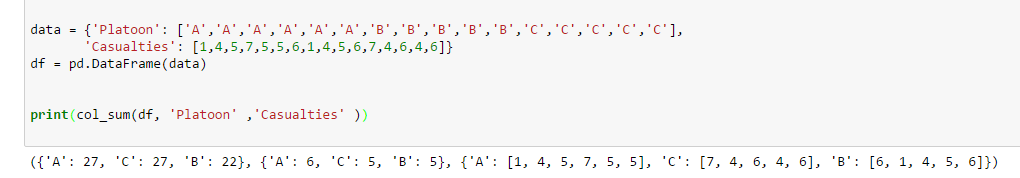 data = {'Platoon': ['A','A','A','A','A','A','B','B','B','B','B','C','C','C','C','C'],
'Casualties': [1,4,5,7,5,5,6,1,4,5,6,7,4,6,4,6]}
df = pd.DataFrame(data)
print(col_sum(df, 'Platoon' ,'Casualties' ))
({'A': 27, 'C': 27, 'B': 22}, {'A': 6, 'C': 5, 'B': 5}, {'A': [1, 4, 5, 7, 5, 5], 'C': [7, 4, 6, 4, 6], 'B': [6, 1, 4, 5, 6]})